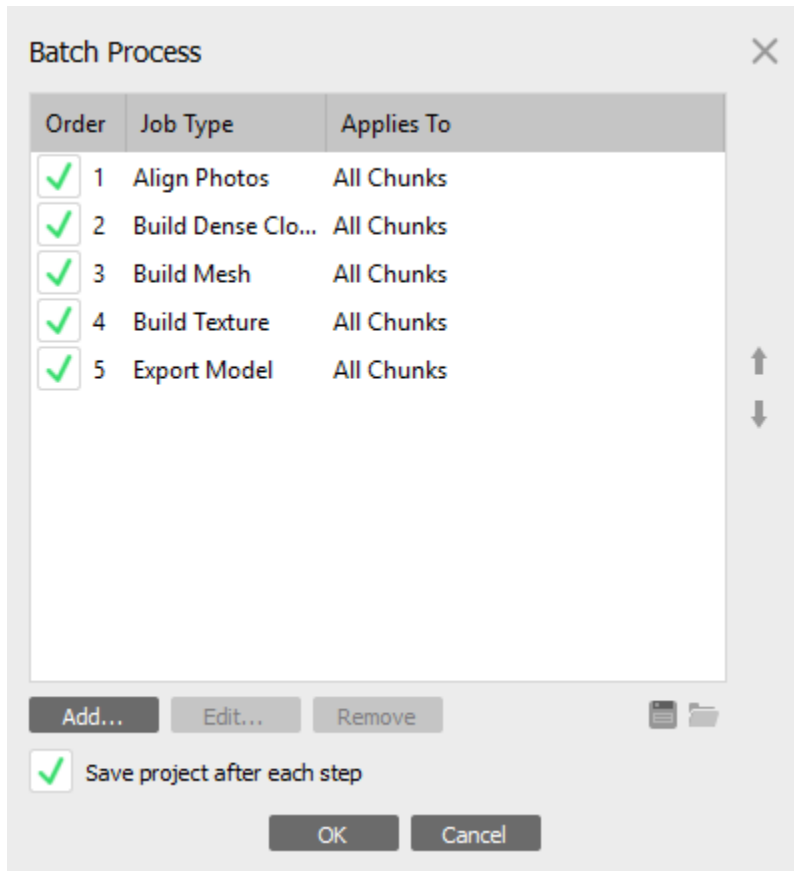 Batch Process
Order Job Type Applies To
1 Align Photos All Chunks
2 Build Dense Clo... All Chunks
3 Build Mesh All Chunks
4 Build Texture All Chunks
5 Export Model All Chunks
Add... Edit... Remove
Save project after each step
OK Cancel